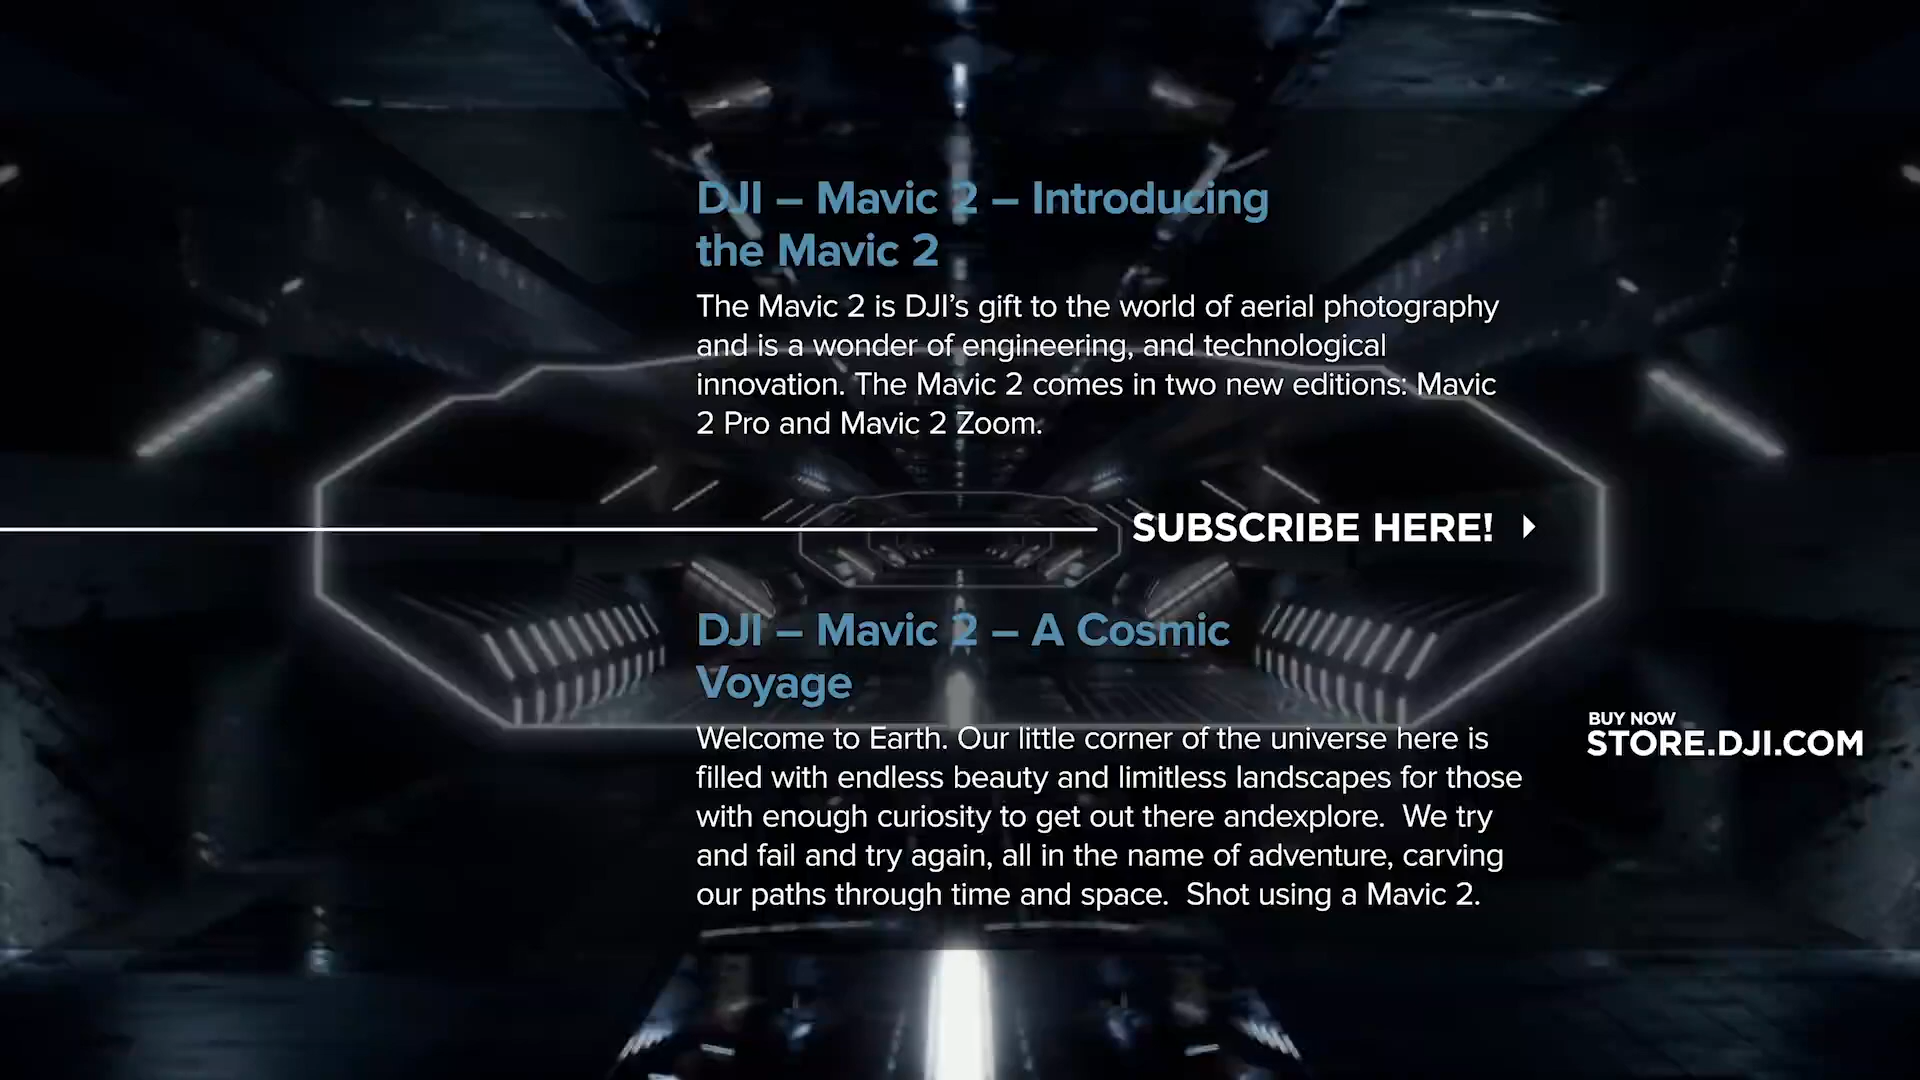 DJI – Mavic 2 – Introducing
the Mavic 2
The Mavic 2 is DJI’s gift to the world of aerial photography
and is a wonder of engineering, and technological
innovation. The Mavic 2 comes in two new editions: Mavic
2 Pro and Mavic 2 Zoom.
SUBSCRIBE HERE!
DJI – Mavic 2 – A Cosmic
Voyage
Welcome to Earth. Our little corner of the universe here is
filled with endless beauty and limitless landscapes for those
with enough curiosity to get out there andexplore.  We try
and fail and try again, all in the name of adventure, carving
our paths through time and space.  Shot using a Mavic 2.
BUY NOW
STORE.DJI.COM